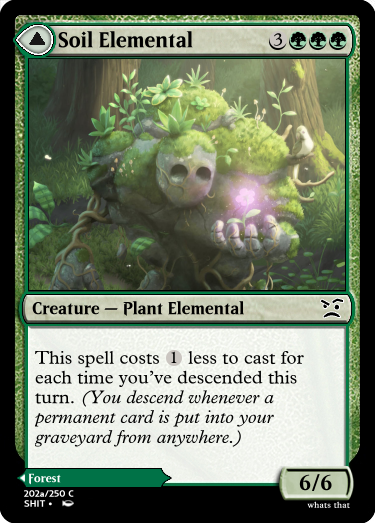 Soil Elemental 3
Creature — Plant Elemental
This spell costs 1 less to cast for
each time you've descended this
turn. (You descend whenever a
permanent card is put into your
graveyard from anywhere.)
Forest
6/6
202a/250 C
SHIT •
whats that